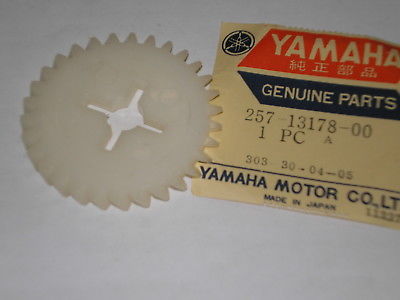 YAMAHA
純正部品
GENUINE PARTS
257-13178-00
1 PC A
303 30-04-05
YAMAHA MOTOR CO.,LT
MADE IN JAPAN